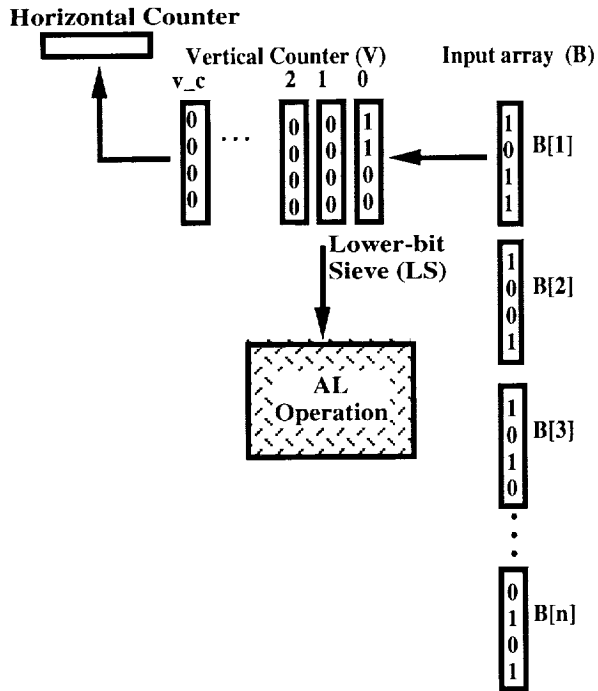 Horizontal Counter
Vertical Counter (V)
Input array (B)
v_c 2 1 0
0 0 0 1 1
0 0 0 1 0
0 0 0 0 1
0 0 0 0 1
...
B[1]
Lower-bit
Sieve (LS)
1
0
0
1
B[2]
AL
Operation
1
0
1
0
B[3]
0
1
0
1
B[n]